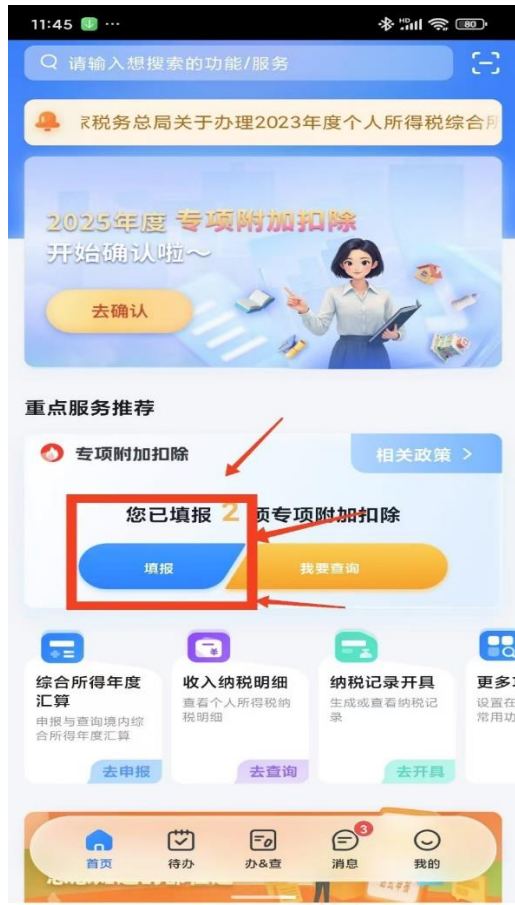 11:45
HD
80
请输入想搜索的功能/服务
税务总局关于办理2023年度个人所得税综合所
2025年度 专项附加扣除
开始确认啦～
去确认
重点服务推荐
专项附加扣除
相关政策 >
您已填报 2 项专项附加扣除
填报
我要查询
综合所得年度
汇算
申报与查询境内综
合所得年度汇算
去申报
收入纳税明细
查看个人所得税纳
税明细
去查询
纳税记录开具
生成或查看纳税记
录
去开具
更多
设置在
常用功
3
首页
待办
办&查
消息
我的